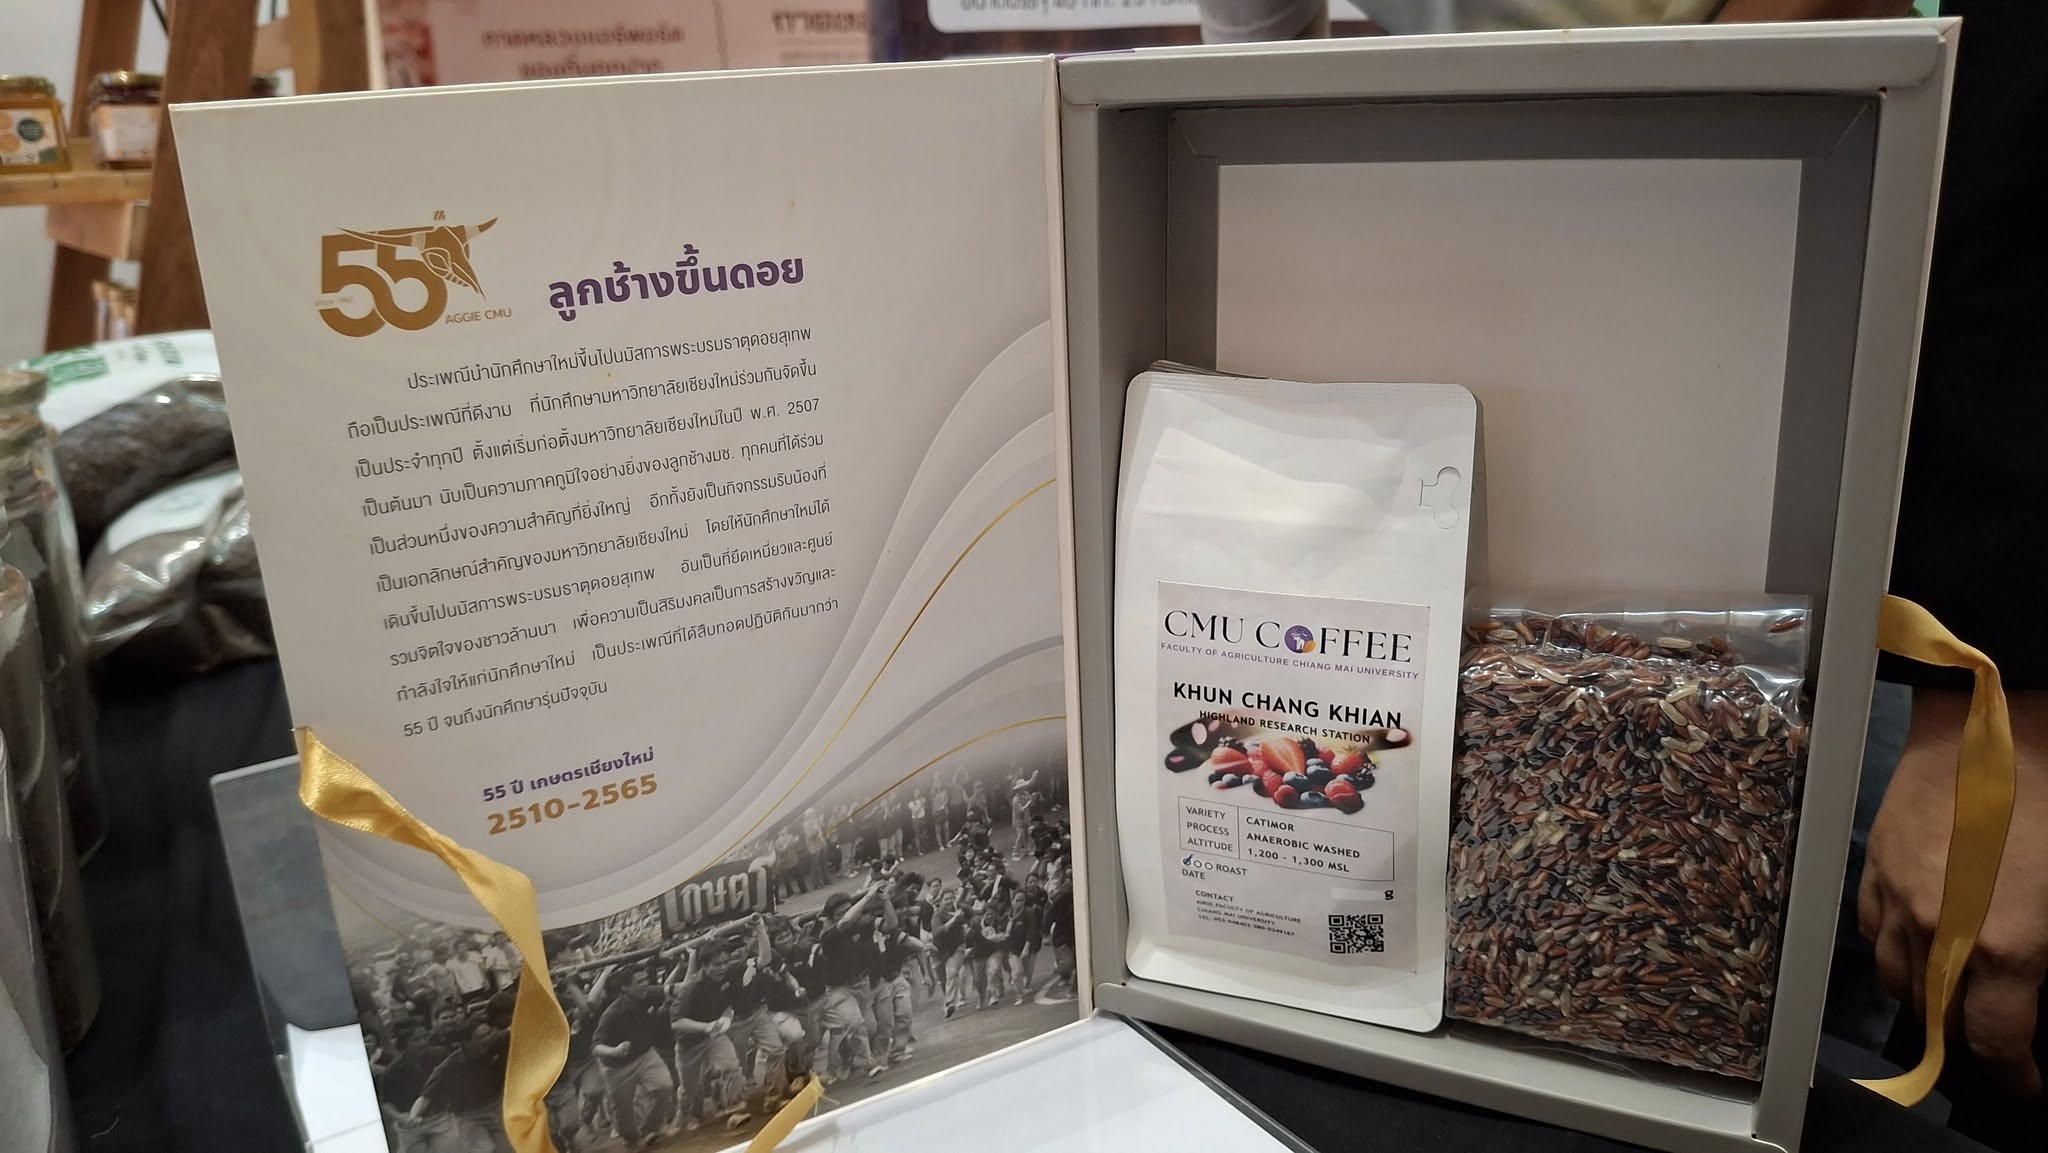 55
th
AGGIE CMU
ลูกช้างขึ้นดอย
ประเพณีนำนักศึกษาใหม่ขึ้นไปนมัสการพระบรมธาตุดอยสุเทพ
ถือเป็นประเพณีที่ดีงาม ที่นักศึกษามหาวิทยาลัยเชียงใหม่ร่วมกันจัดขึ้น
เป็นประจำทุกปี ตั้งแต่เริ่มก่อตั้งมหาวิทยาลัยเชียงใหม่ในปี พ.ศ. 2507
เป็นต้นมา นับเป็นความภาคภูมิใจอย่างยิ่งของลูกช้างมช. ทุกคนที่ได้ร่วม
เป็นส่วนหนึ่งของความสำคัญที่ยิ่งใหญ่ อีกทั้งยังเป็นกิจกรรมรับน้องที่
เป็นเอกลักษณ์สำคัญของมหาวิทยาลัยเชียงใหม่ โดยให้นักศึกษาใหม่ได้
เดินขึ้นไปนมัสการพระบรมธาตุดอยสุเทพ อันเป็นที่ยึดเหนี่ยวและศูนย์
รวมจิตใจของชาวล้านนา เพื่อความเป็นสิริมงคลเป็นการสร้างขวัญและ
กำลังใจให้แก่นักศึกษาใหม่ เป็นประเพณีที่ได้สืบทอดปฏิบัติกันมากว่า
55 ปี จนถึงนักศึกษารุ่นปัจจุบัน
55 ปี เกษตรเชียงใหม่
2510-2565
เกษตร
CMU COFFEE
FACULTY OF AGRICULTURE CHIANG MAI UNIVERSITY
KHUN CHANG KHIAN
HIGHLAND RESEARCH STATION
VARIETY CATIMOR
PROCESS ANAEROBIC WASHED
ALTITUDE 1,200 - 1,300 MSL
ROAST
DATE
g
CONTACT
AIRID, FACULTY OF AGRICULTURE
CHIANG MAI UNIVERSITY
TEL. 053-948403, 080-0349167